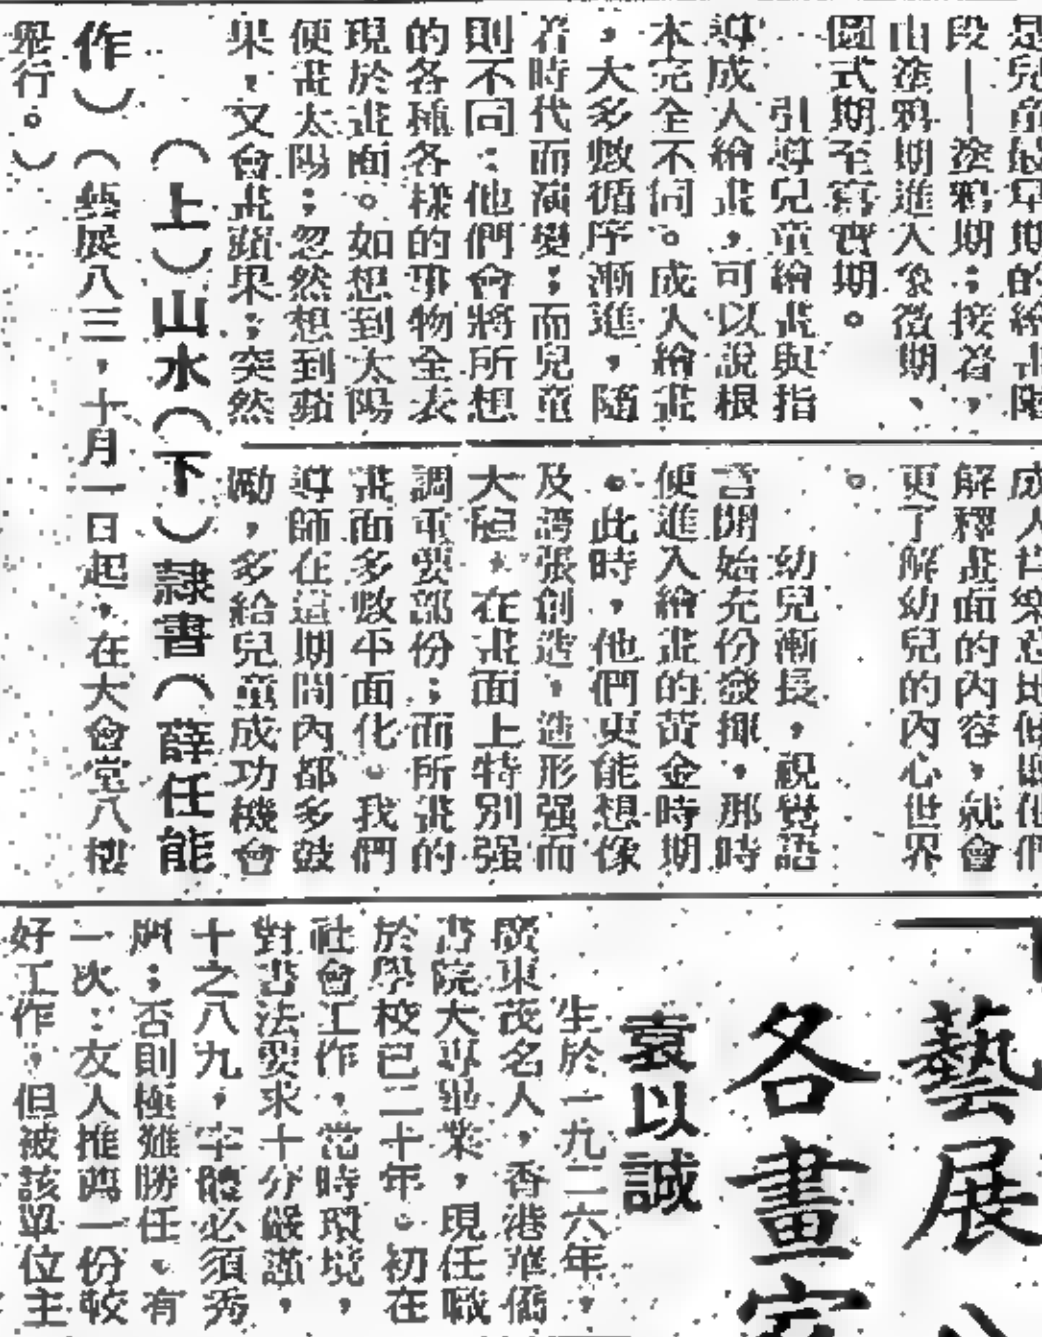 是兒童最早期的繪畫階
段——塗鴉期；接着，
由塗鴉期進入象徵期、
圖式期至寫實期。
引導兒童繪畫與指
導成人繪畫，可以說根
本完全不同。成人繪畫
，大多數循序漸進，隨
着時代而演變；而兒童
則不同：他們會將所想
的各種各樣的事物全表
現於畫面。如想到太陽
便畫太陽；忽然想到蘋
果，又會畫蘋果；突然
成人肯樂意地傾聽他們
解釋畫面的內容，就會
更了解幼兒的內心世界
。
幼兒漸長，視覺語
言開始充份發揮，那時
便進入繪畫的黃金時期
。此時，他們更能想像
及誇張創造，造形强而
大膽，在畫面上特別强
調重要部份；而所畫的
畫面多數平面化。我們
導師在這期間內都多鼓
勵，多給兒童成功機會
（上）山水（下）隸書（薛任能
作）（藝展八三，十月一日起，在大會堂八樓
舉行。）
藝展
各畫家
袁以誠
生於一九二六年，
廣東茂名人，香港華僑
書院大專畢業，現任職
於學校已二十年。初在
社會工作，當時環境，
對書法要求十分嚴謹，
十之八九，字體必須秀
麗；否則極難勝任。有
一次：友人推薦一份較
好工作，但被該單位主